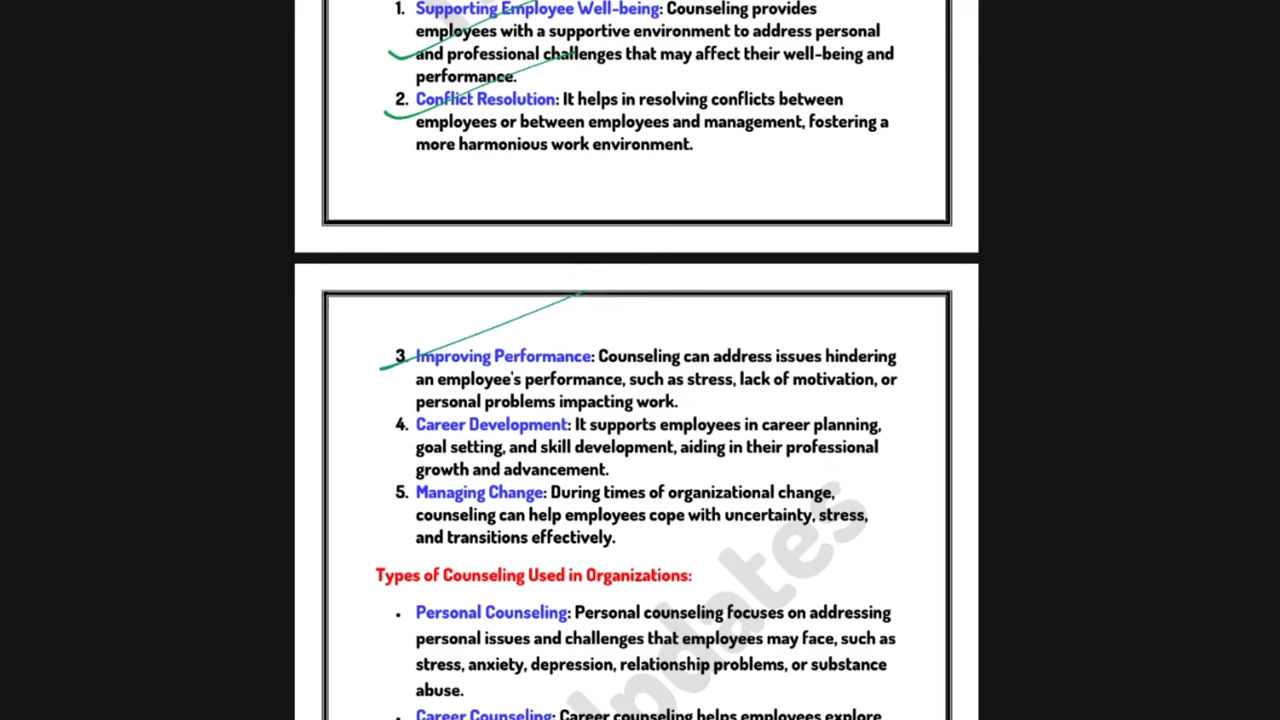 1. Supporting Employee Well-being: Counseling provides
employees with a supportive environment to address personal
and professional challenges that may affect their well-being and
performance.
2. Conflict Resolution: It helps in resolving conflicts between
employees or between employees and management, fostering a
more harmonious work environment.
3. Improving Performance: Counseling can address issues hindering
an employee's performance, such as stress, lack of motivation, or
personal problems impacting work.
4. Career Development: It supports employees in career planning,
goal setting, and skill development, aiding in their professional
growth and advancement.
5. Managing Change: During times of organizational change,
counseling can help employees cope with uncertainty, stress,
and transitions effectively.
Types of Counseling Used in Organizations:
• Personal Counseling: Personal counseling focuses on addressing
personal issues and challenges that employees may face, such as
stress, anxiety, depression, relationship problems, or substance
abuse.
• Career Counseling: Career counseling helps employees explore